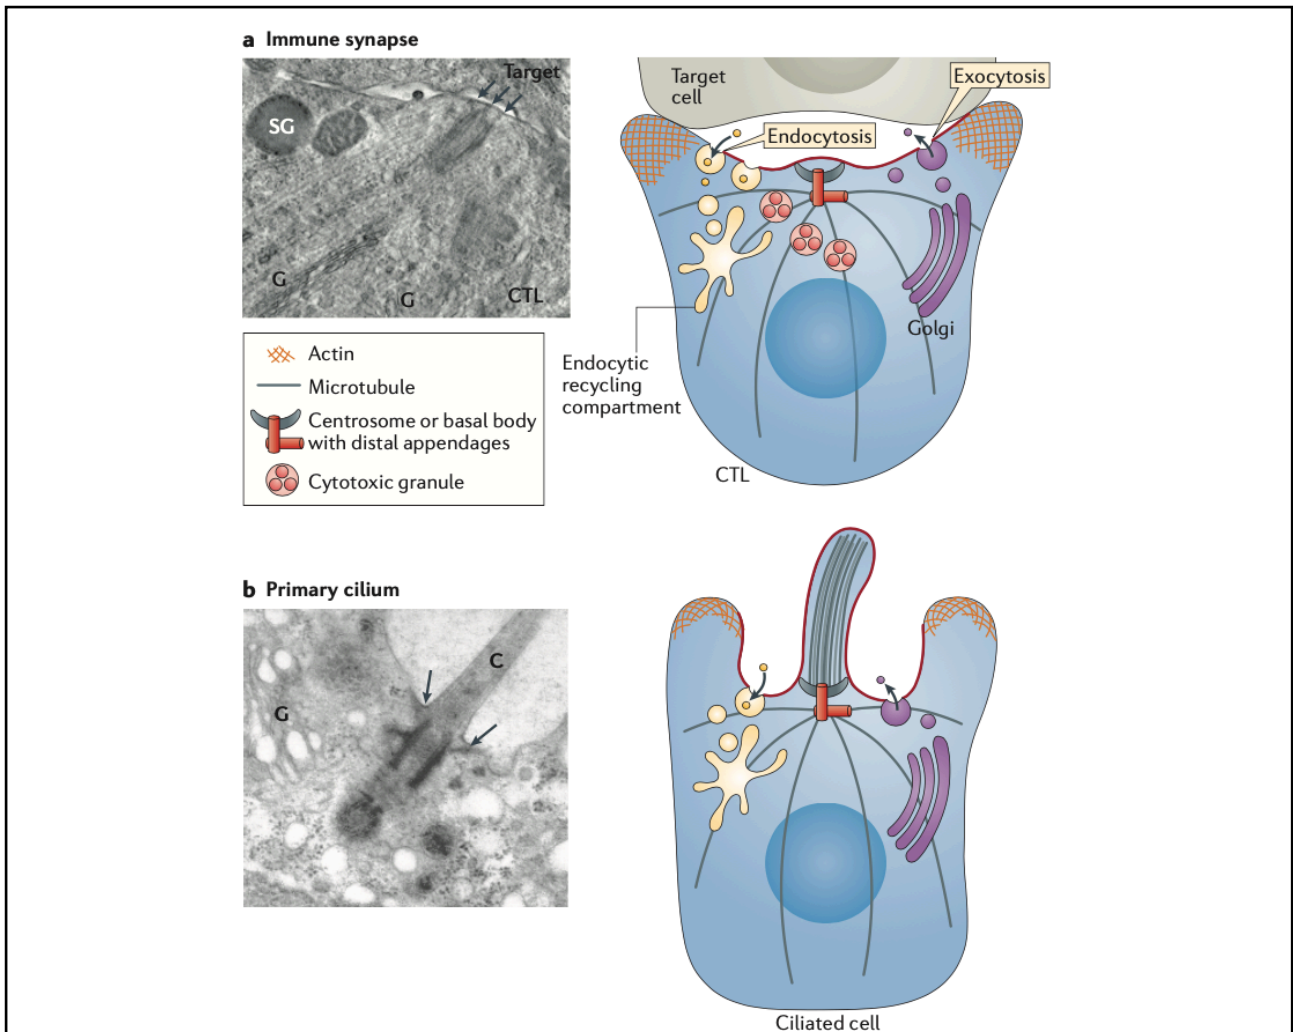 a Immune synapse
Target
SG
G
G
CTL
Target
cell
Exocytosis
Endocytosis
Golgi
Endocytic
recycling
compartment
CTL
Actin
Microtubule
Centrosome or basal body
with distal appendages
Cytotoxic granule
b Primary cilium
C
G
Ciliated cell